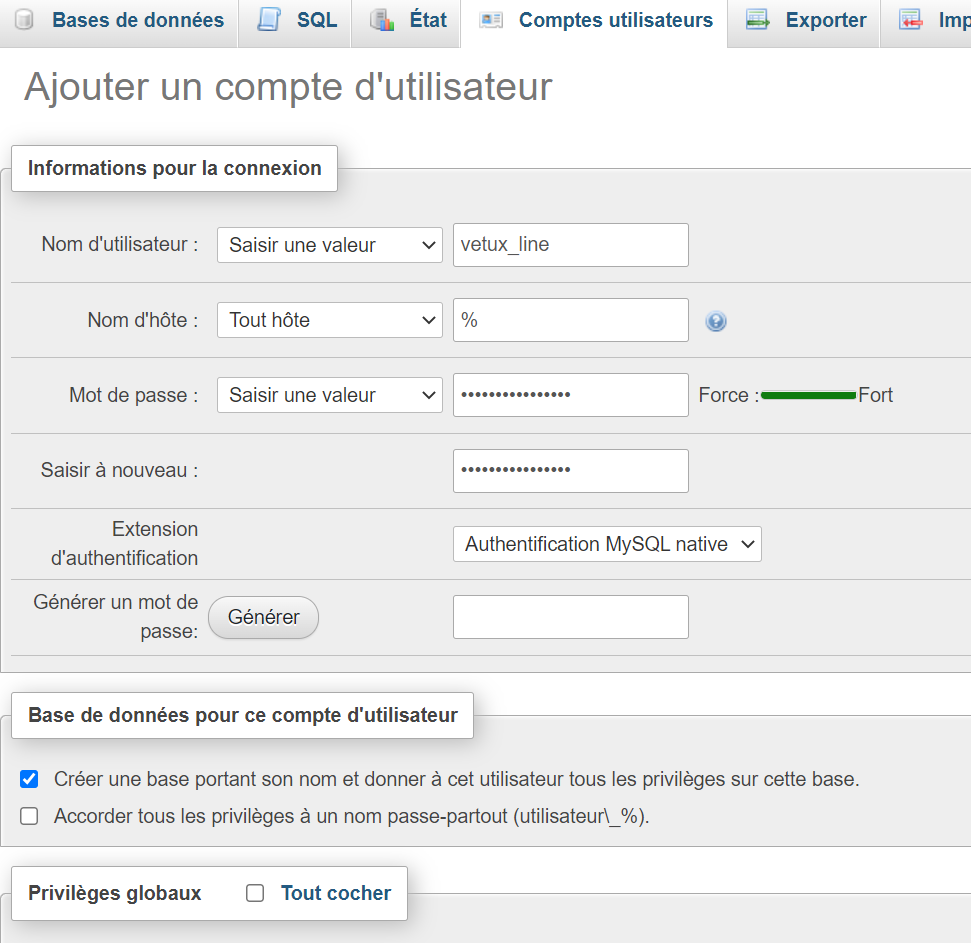 Bases de données SQL État Comptes utilisateurs Exporter Imp
Ajouter un compte d'utilisateur
Informations pour la connexion
Nom d'utilisateur : Saisir une valeur vetux_line
Nom d'hôte : Tout hôte %
Mot de passe : Saisir une valeur •••••••••••••••• Force : Fort
Saisir à nouveau : ••••••••••••••••
Extension
d'authentification
Authentification MySQL native
Générer un mot de
passe:
Générer
Base de données pour ce compte d'utilisateur
Créer une base portant son nom et donner à cet utilisateur tous les privilèges sur cette base.
Accorder tous les privilèges à un nom passe-partout (utilisateur\_%).
Privilèges globaux Tout cocher